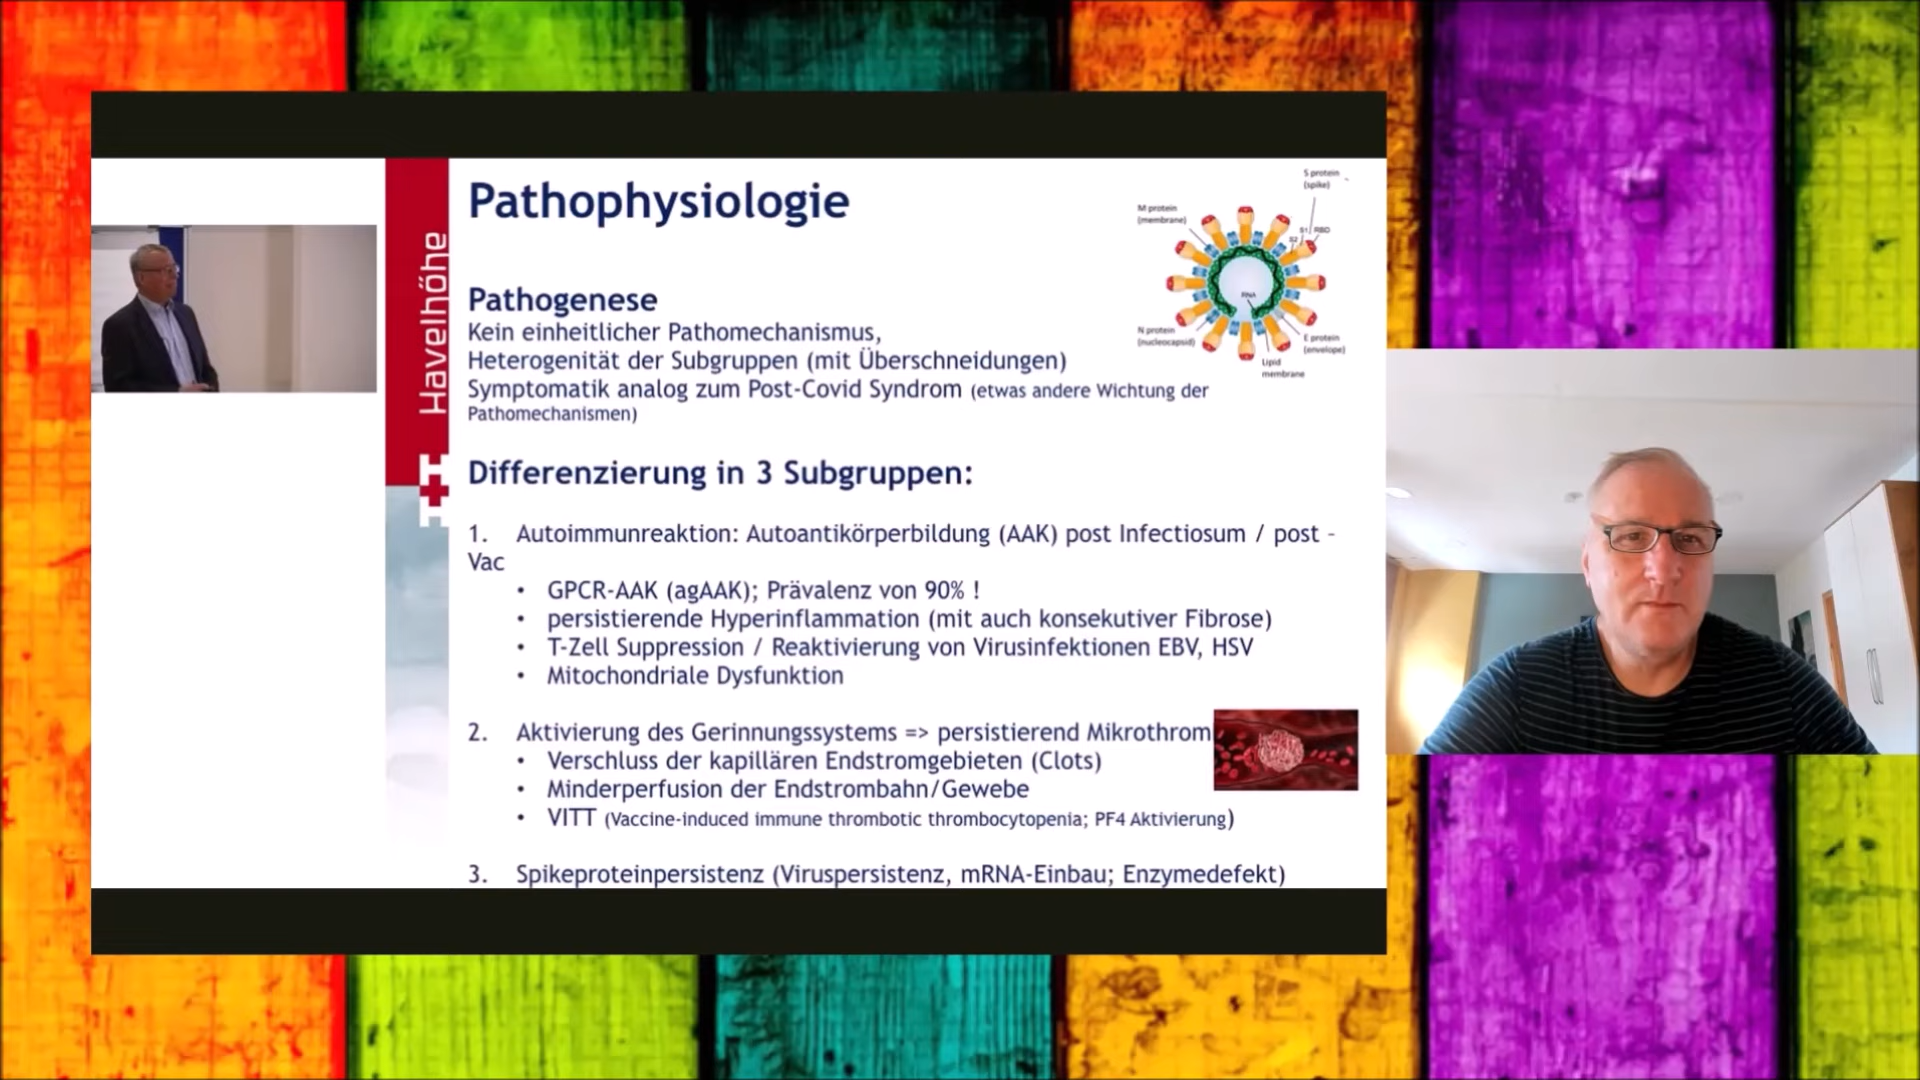 Pathophysiologie
S protein
(spike)
M protein
(membrane)
S1
RBD
S2
RNA
N protein
(nucleocapsid)
E protein
(envelope)
Lipid
membrane
Havelhöhe
Pathogenese
Kein einheitlicher Pathomechanismus,
Heterogenität der Subgruppen (mit Überschneidungen)
Symptomatik analog zum Post-Covid Syndrom (etwas andere Wichtung der
Pathomechanismen)
Differenzierung in 3 Subgruppen:
1. Autoimmunreaktion: Autoantikörperbildung (AAK) post Infectiosum / post -
Vac
• GPCR-AAK (agAAK); Prävalenz von 90% !
• persistierende Hyperinflammation (mit auch konsekutiver Fibrose)
• T-Zell Suppression / Reaktivierung von Virusinfektionen EBV, HSV
• Mitochondriale Dysfunktion
2. Aktivierung des Gerinnungssystems => persistierend Mikrothrom
• Verschluss der kapillären Endstromgebieten (Clots)
• Minderperfusion der Endstrombahn/Gewebe
• VITT (Vaccine-induced immune thrombotic thrombocytopenia; PF4 Aktivierung)
3. Spikeproteinpersistenz (Viruspersistenz, mRNA-Einbau; Enzymedefekt)